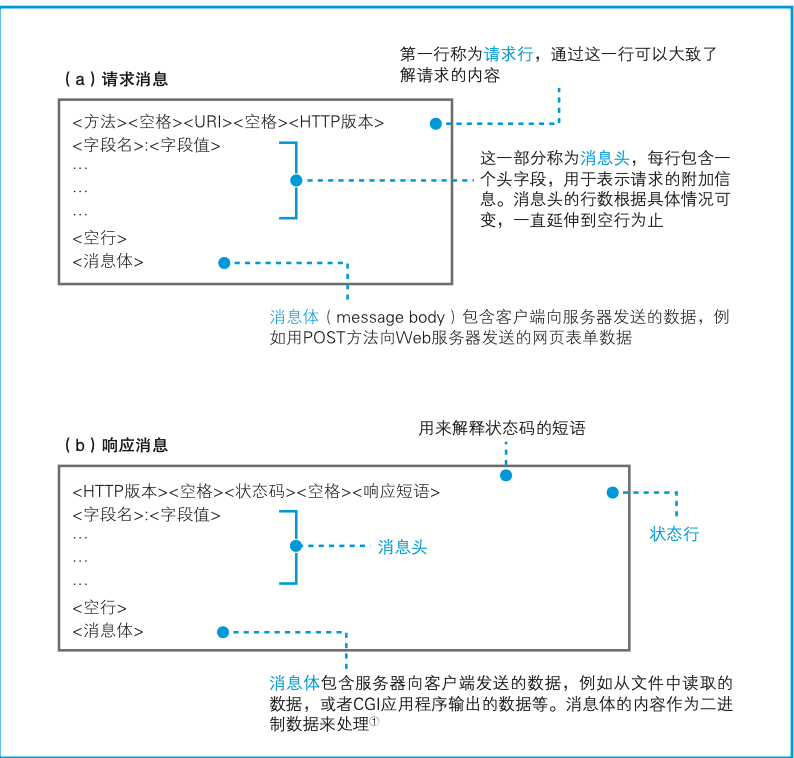 第一行称为请求行，通过这一行可以大致了
解请求的内容
（a）请求消息
<方法><空格><URI><空格><HTTP版本>
<字段名>:<字段值>
…
…
…
<空行>
<消息体>
这一部分称为消息头，每行包含一
个头字段，用于表示请求的附加信
息。消息头的行数根据具体情况可
变，一直延伸到空行为止
消息体（message body）包含客户端向服务器发送的数据，例
如用POST方法向Web服务器发送的网页表单数据
用来解释状态码的短语
（b）响应消息
<HTTP版本><空格><状态码><空格><响应短语>
<字段名>:<字段值>
…
…
…
<空行>
<消息体>
状态行
消息头
消息体包含服务器向客户端发送的数据，例如从文件中读取的
数据，或者CGI应用程序输出的数据等。消息体的内容作为二进
制数据来处理①